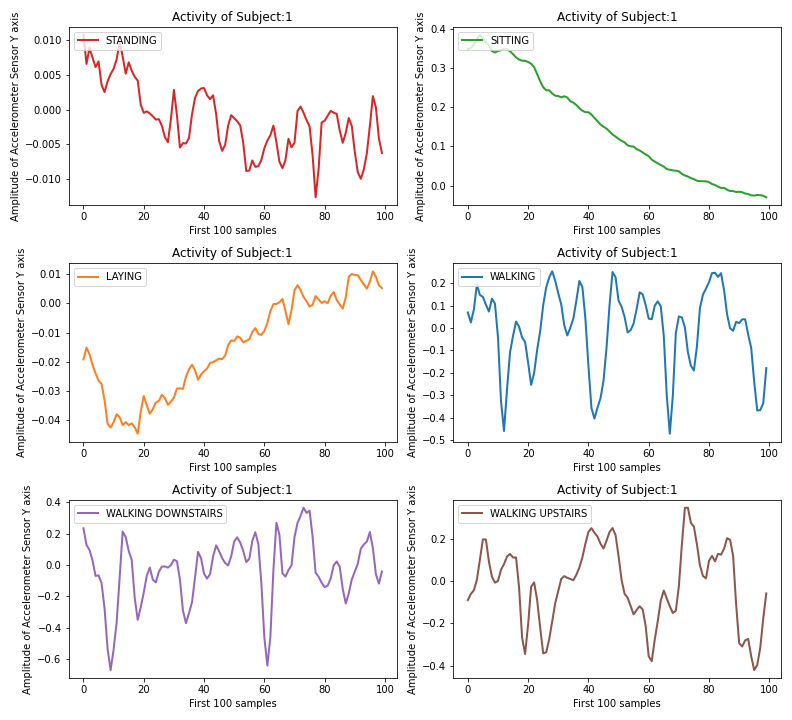 Activity of Subject:1
Amplitude of Accelerometer Sensor Y axis
0.010
0.005
0.000
−0.005
−0.010
STANDING
0 20 40 60 80 100
First 100 samples
Activity of Subject:1
Amplitude of Accelerometer Sensor Y axis
0.4
0.3
0.2
0.1
0.0
SITTING
0 20 40 60 80 100
First 100 samples
Activity of Subject:1
Amplitude of Accelerometer Sensor Y axis
0.01
0.00
−0.01
−0.02
−0.03
−0.04
LAYING
0 20 40 60 80 100
First 100 samples
Activity of Subject:1
Amplitude of Accelerometer Sensor Y axis
0.2
0.1
0.0
−0.1
−0.2
−0.3
−0.4
−0.5
WALKING
0 20 40 60 80 100
First 100 samples
Activity of Subject:1
Amplitude of Accelerometer Sensor Y axis
0.4
0.2
0.0
−0.2
−0.4
−0.6
WALKING DOWNSTAIRS
0 20 40 60 80 100
First 100 samples
Activity of Subject:1
Amplitude of Accelerometer Sensor Y axis
0.2
0.0
−0.2
−0.4
WALKING UPSTAIRS
0 20 40 60 80 100
First 100 samples